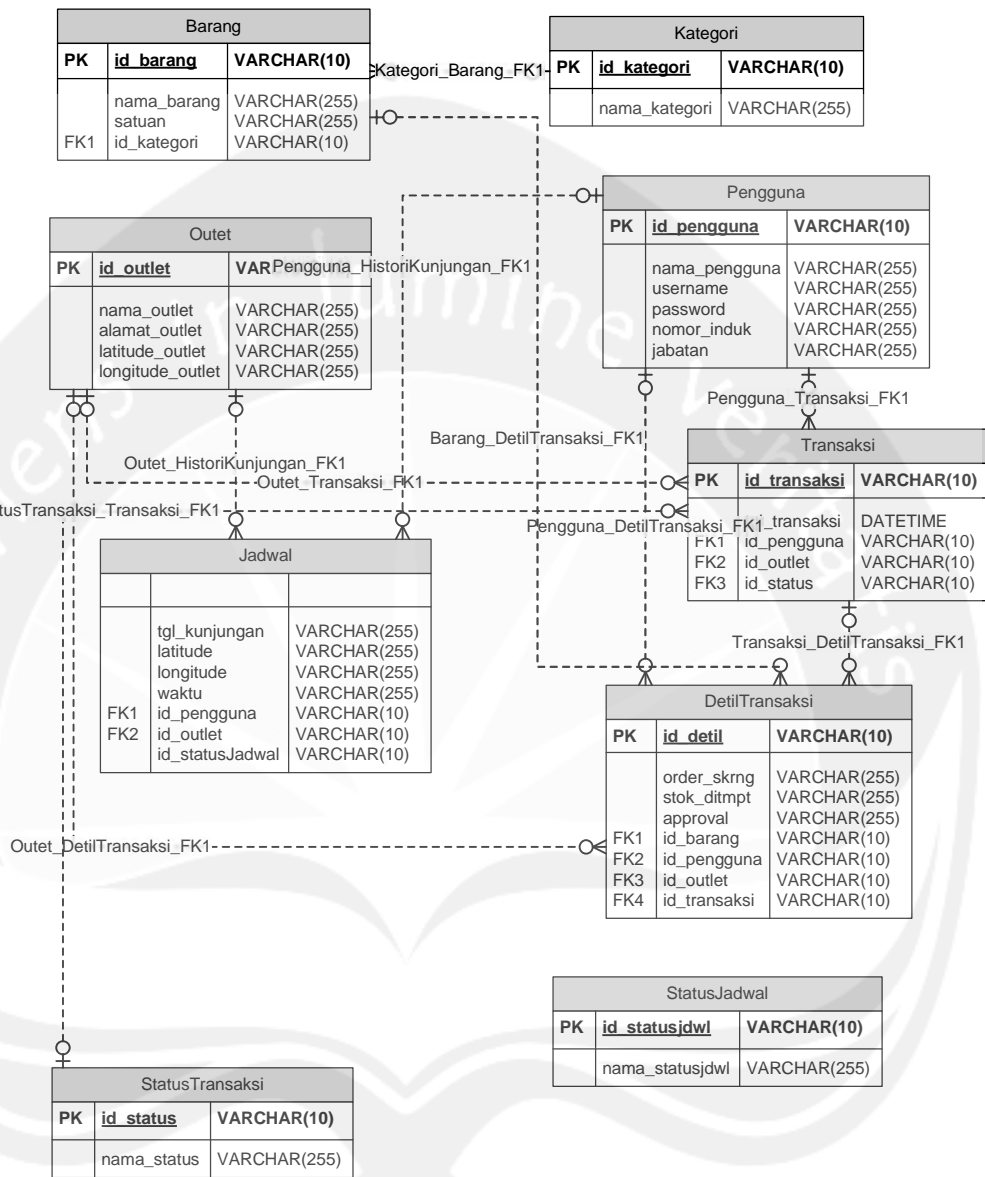 Barang
PK id_barang VARCHAR(10)
nama_barang VARCHAR(255)
satuan VARCHAR(255)
FK1 id_kategori VARCHAR(10)
Kategori_Barang_FK1
Kategori
PK id_kategori VARCHAR(10)
nama_kategori VARCHAR(255)
Pengguna
PK id_pengguna VARCHAR(10)
nama_pengguna VARCHAR(255)
username VARCHAR(255)
password VARCHAR(255)
nomor_induk VARCHAR(255)
jabatan VARCHAR(255)
Outet
PK id_outlet VAR
Pengguna_HistoriKunjungan_FK1
nama_outlet VARCHAR(255)
alamat_outlet VARCHAR(255)
latitude_outlet VARCHAR(255)
longitude_outlet VARCHAR(255)
Pengguna_Transaksi_FK1
Barang_DetilTransaksi_FK1
Outet_HistoriKunjungan_FK1
Outet_Transaksi_FK1
tusTransaksi_Transaksi_FK1
Pengguna_DetilTransaksi_FK1
Transaksi
PK id_transaksi VARCHAR(10)
_transaksi DATETIME
FK1 id_pengguna VARCHAR(10)
FK2 id_outlet VARCHAR(10)
FK3 id_status VARCHAR(10)
Jadwal
tgl_kunjungan VARCHAR(255)
latitude VARCHAR(255)
longitude VARCHAR(255)
waktu VARCHAR(255)
FK1 id_pengguna VARCHAR(10)
FK2 id_outlet VARCHAR(10)
id_statusJadwal VARCHAR(10)
Transaksi_DetilTransaksi_FK1
DetilTransaksi
PK id_detil VARCHAR(10)
order_skrng VARCHAR(255)
stok_ditmpt VARCHAR(255)
approval VARCHAR(255)
FK1 id_barang VARCHAR(10)
FK2 id_pengguna VARCHAR(10)
FK3 id_outlet VARCHAR(10)
FK4 id_transaksi VARCHAR(10)
Outet_DetilTransaksi_FK1
StatusJadwal
PK id_statusjdwl VARCHAR(10)
nama_statusjdwl VARCHAR(255)
StatusTransaksi
PK id_status VARCHAR(10)
nama_status VARCHAR(255)
in lumine veritatis